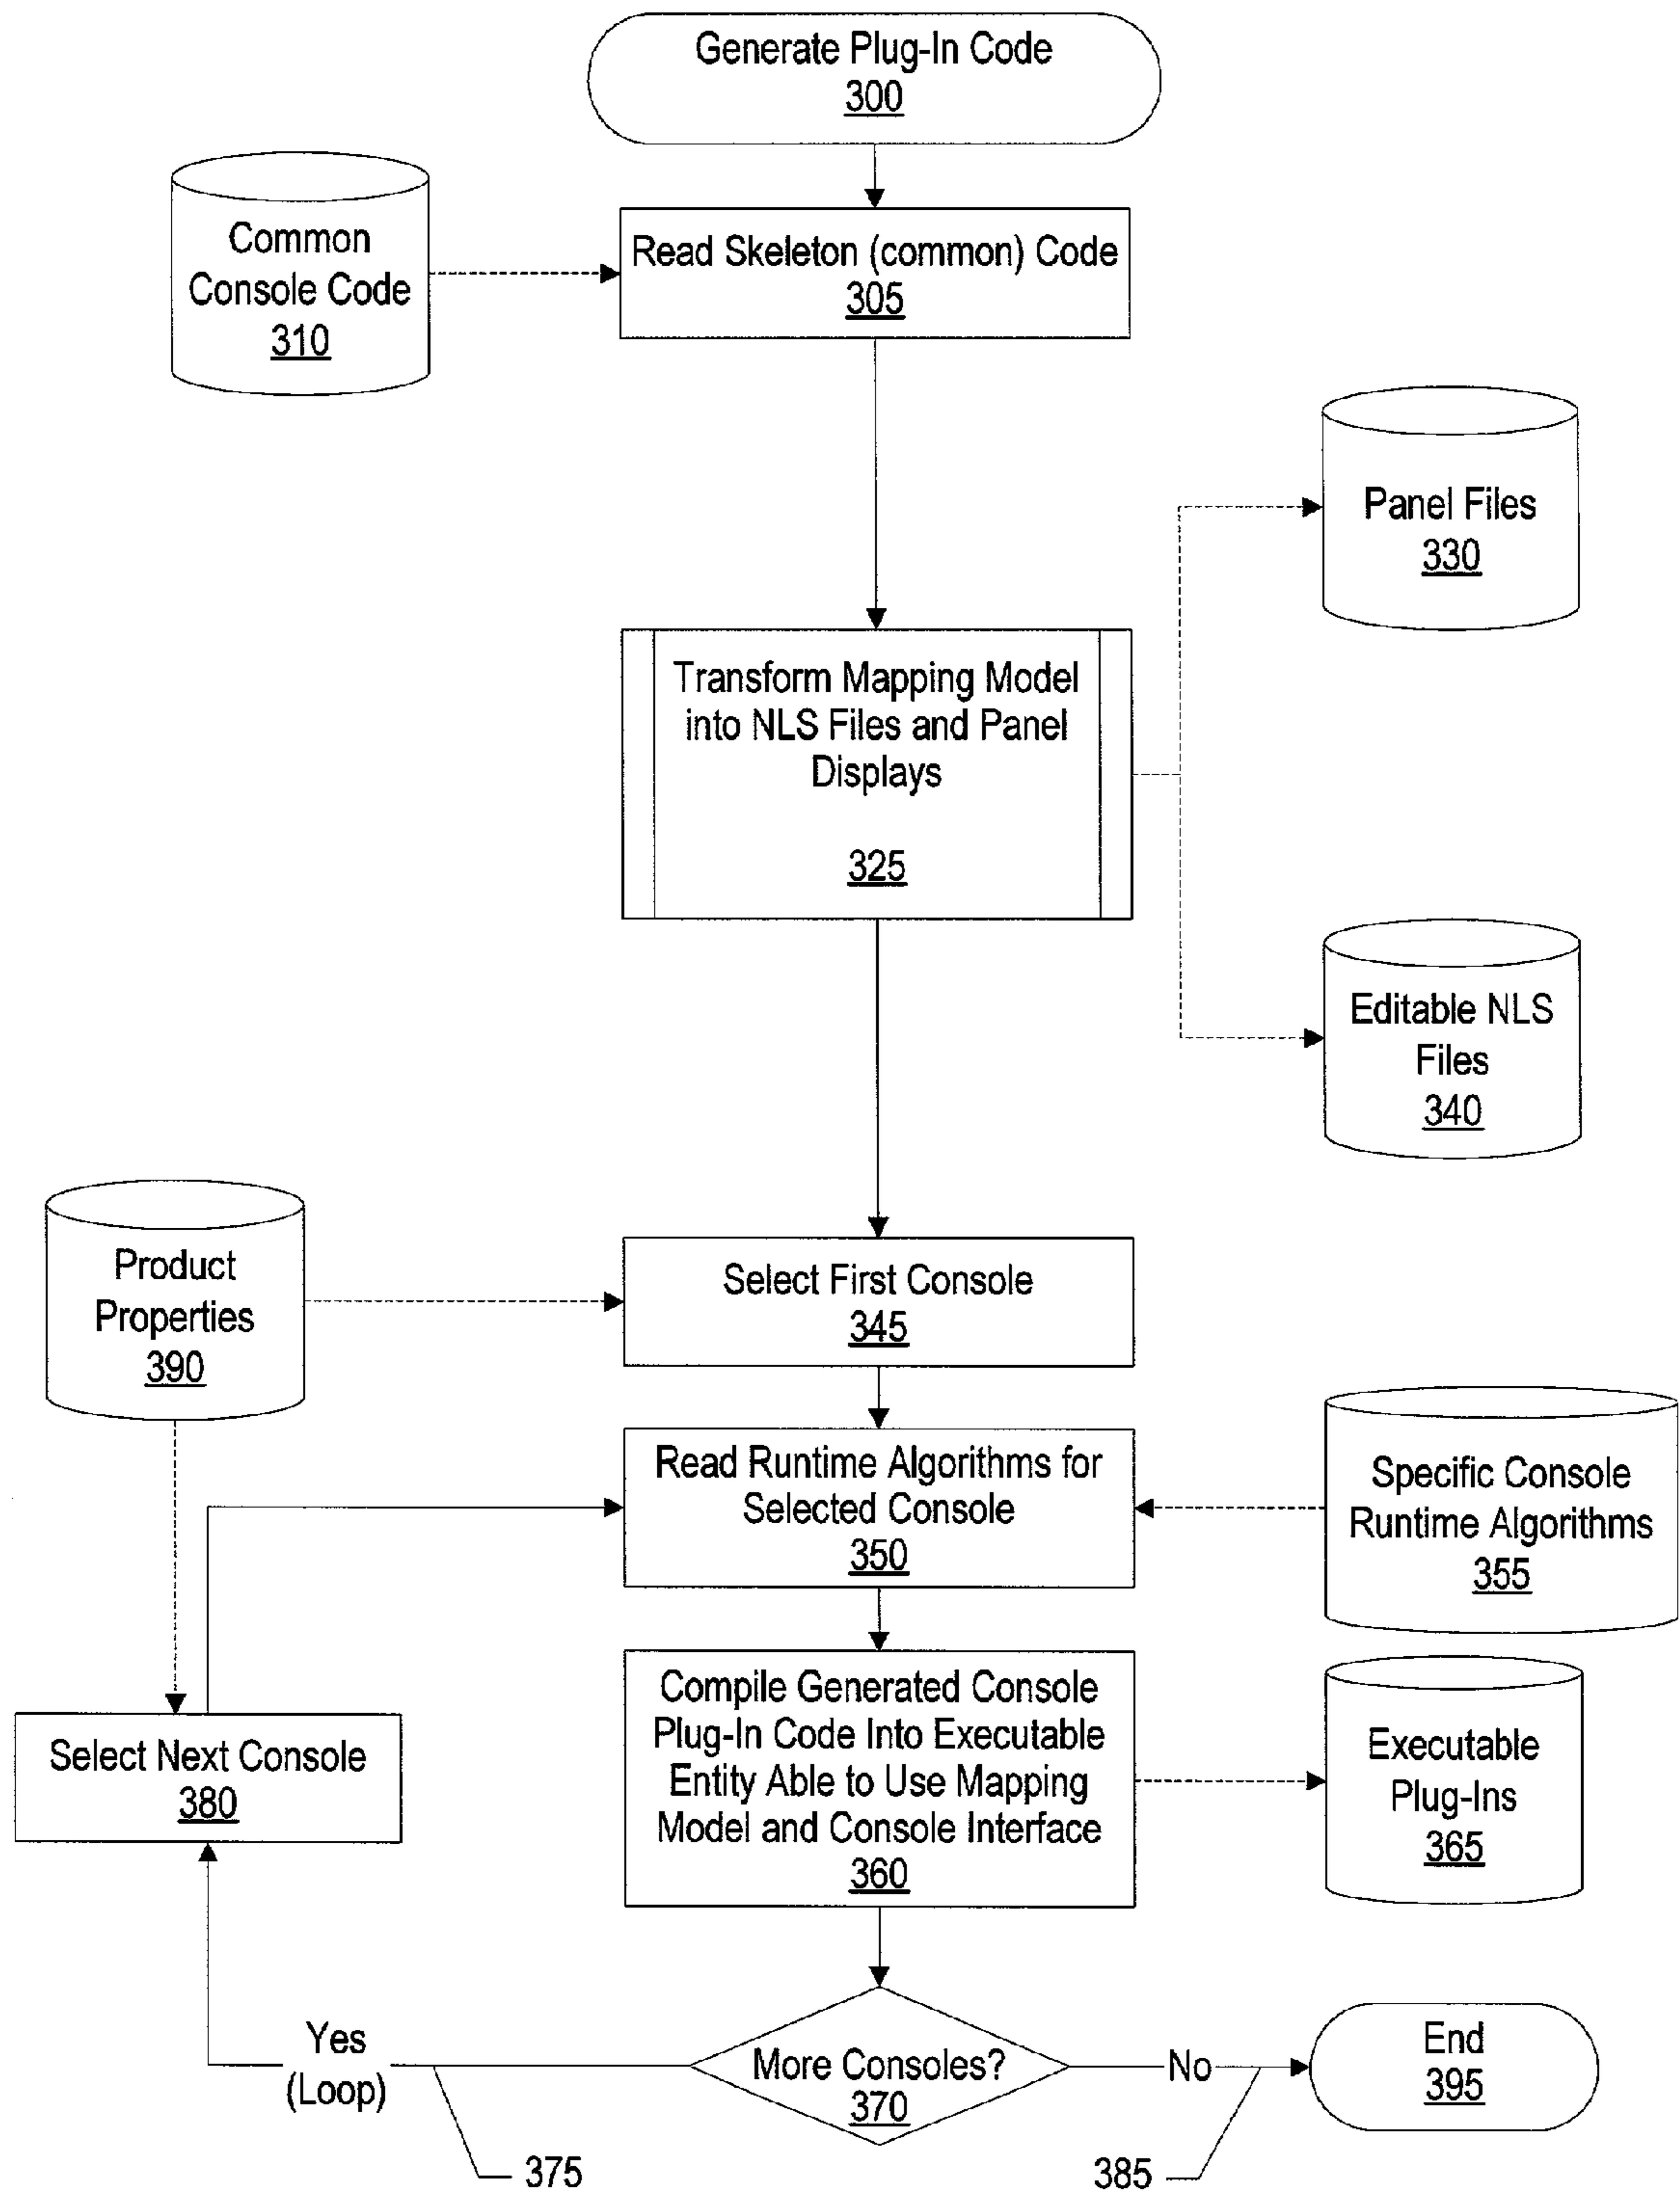 Generate Plug-In Code
300
Common
Console Code
310
Read Skeleton (common) Code
305
Panel Files
330
Transform Mapping Model
into NLS Files and Panel
Displays
325
Editable NLS
Files
340
Product
Properties
390
Select First Console
345
Read Runtime Algorithms for
Selected Console
350
Specific Console
Runtime Algorithms
355
Select Next Console
380
Compile Generated Console
Plug-In Code Into Executable
Entity Able to Use Mapping
Model and Console Interface
360
Executable
Plug-Ins
365
Yes
(Loop)
More Consoles?
370
No
End
395
375
385